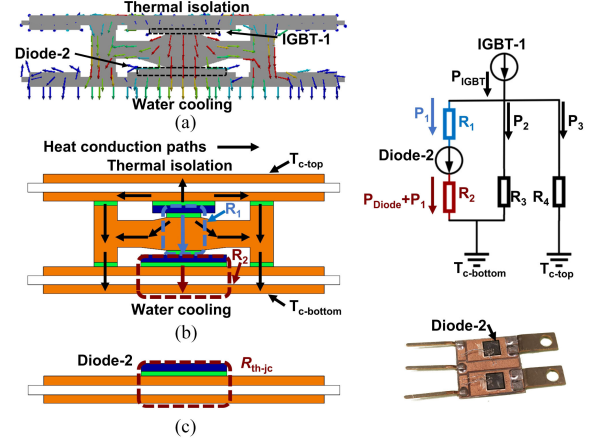 Thermal isolation
IGBT-1
Diode-2
Water cooling
(a)
Heat conduction paths
Thermal isolation
T_c-top
R_1
R_2
Water cooling
T_c-bottom
(b)
Diode-2
R_th-jc
(c)
IGBT-1
P_IGBT
P_1
R_1
P_2
P_3
Diode-2
P_Diode+P_1
R_2
R_3
R_4
T_c-bottom
T_c-top
Diode-2